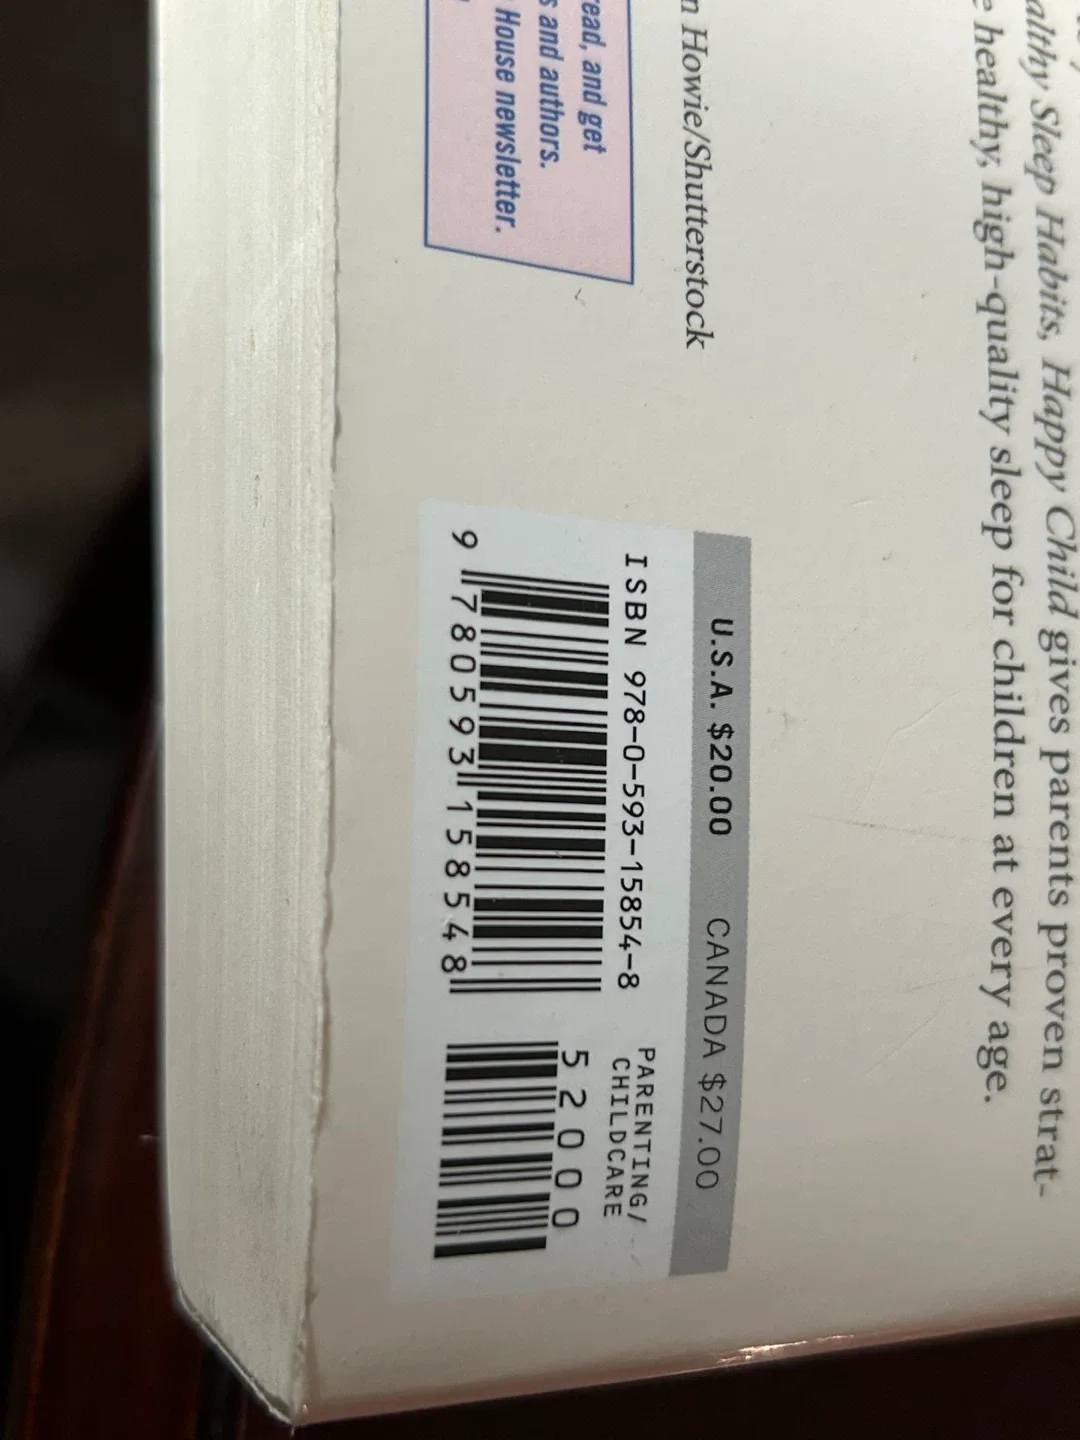 Healthy Sleep Habits, Happy Child gives parents proven strat-
healthy, high-quality sleep for children at every age.
Howie/Shutterstock
read, and get
and authors.
House newsletter.
U.S.A. $20.00 CANADA $27.00
ISBN 978-0-593-15854-8
PARENTING/
CHILDCARE
52000
9 780593 158548